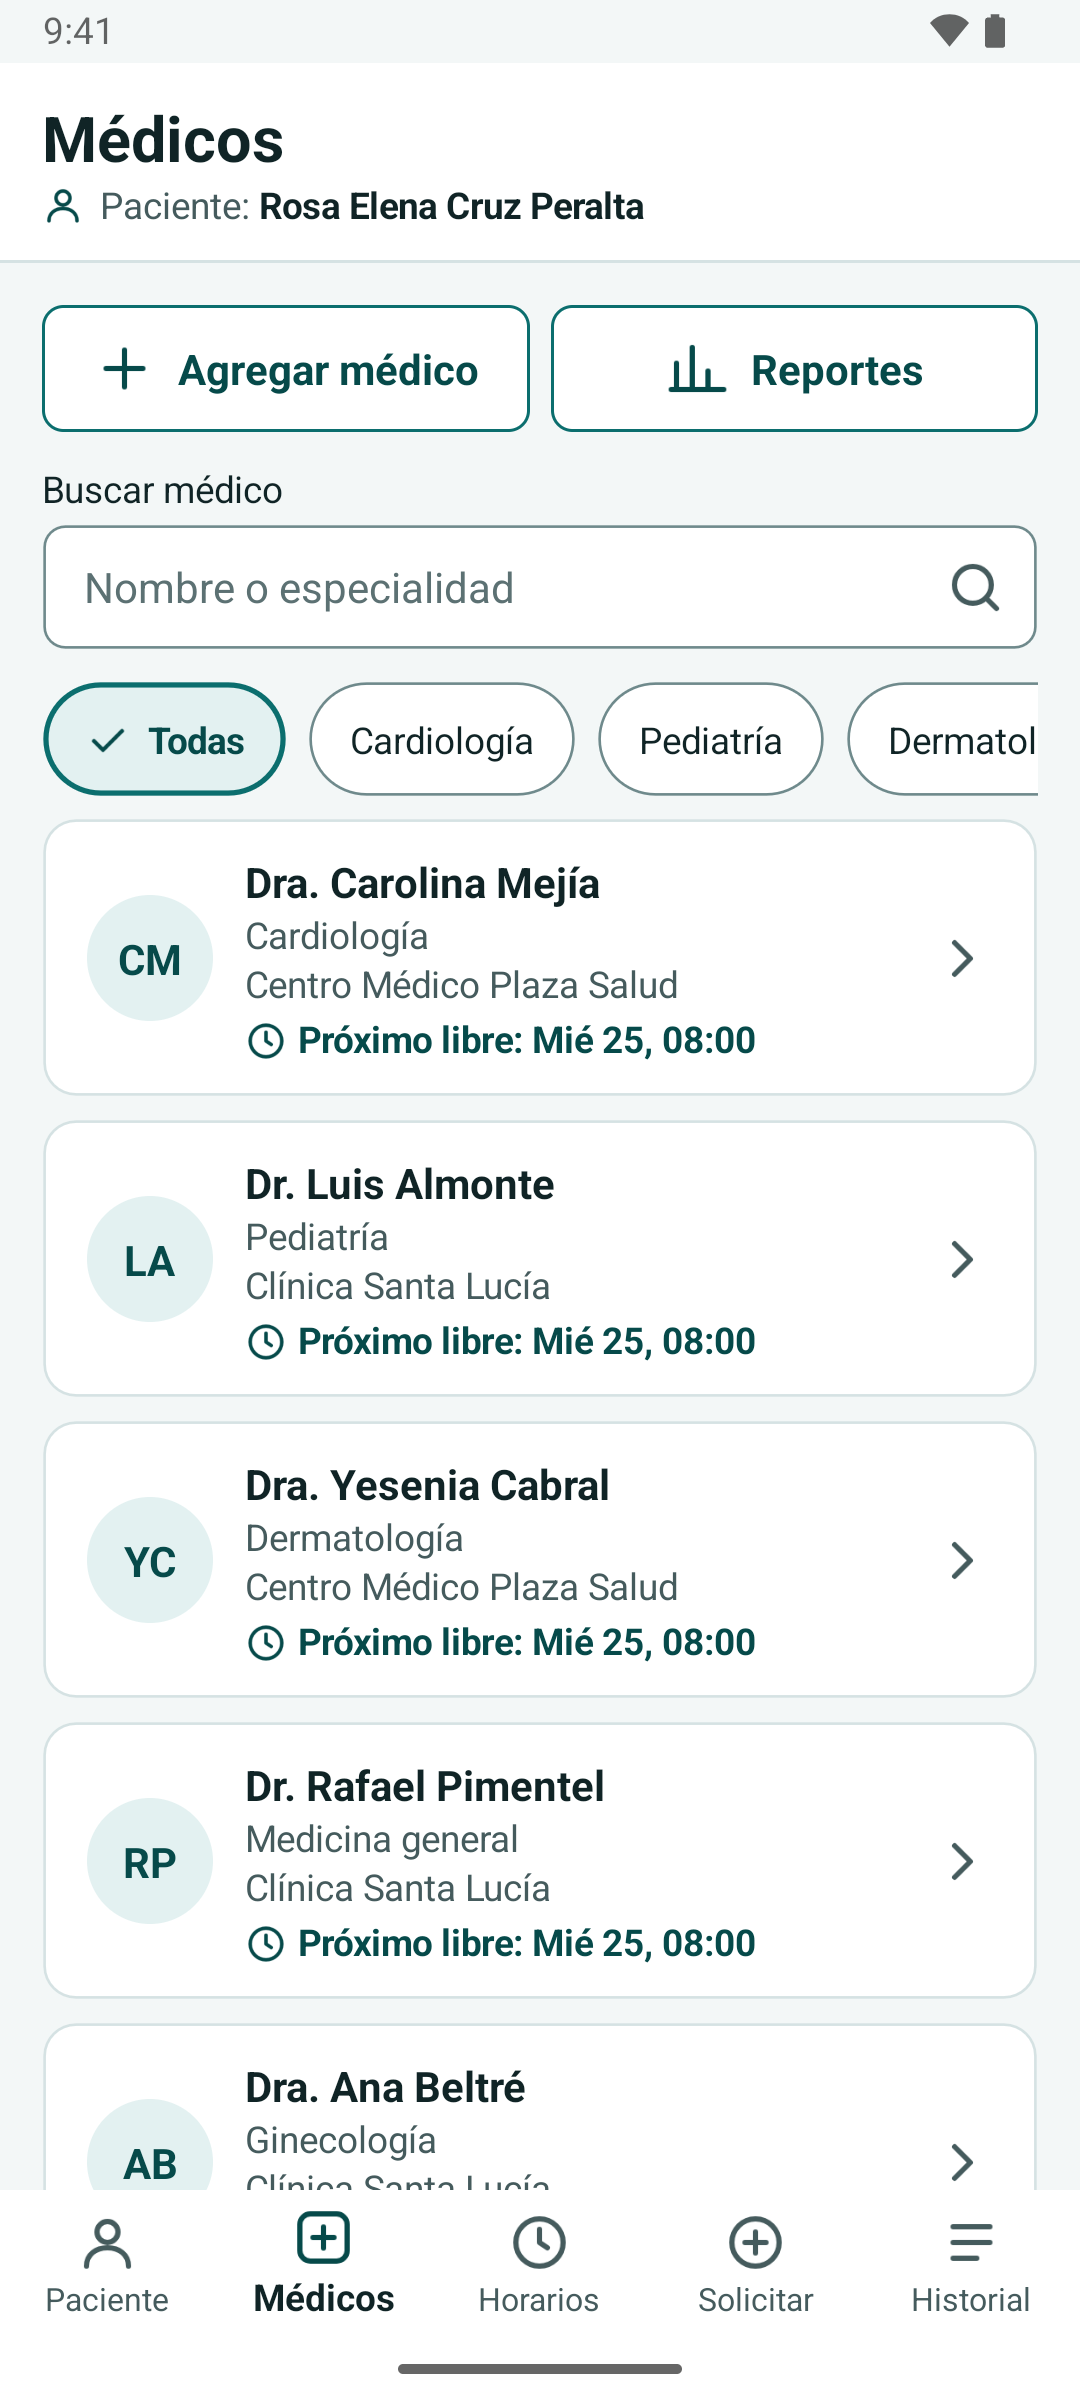 9:41
Médicos
Paciente: Rosa Elena Cruz Peralta
Agregar médico
Reportes
Buscar médico
Nombre o especialidad
Todas
Cardiología
Pediatría
Dermatol
CM
Dra. Carolina Mejía
Cardiología
Centro Médico Plaza Salud
Próximo libre: Mié 25, 08:00
LA
Dr. Luis Almonte
Pediatría
Clínica Santa Lucía
Próximo libre: Mié 25, 08:00
YC
Dra. Yesenia Cabral
Dermatología
Centro Médico Plaza Salud
Próximo libre: Mié 25, 08:00
RP
Dr. Rafael Pimentel
Medicina general
Clínica Santa Lucía
Próximo libre: Mié 25, 08:00
AB
Dra. Ana Beltré
Ginecología
Clínica Santa Lucía
Paciente
Médicos
Horarios
Solicitar
Historial